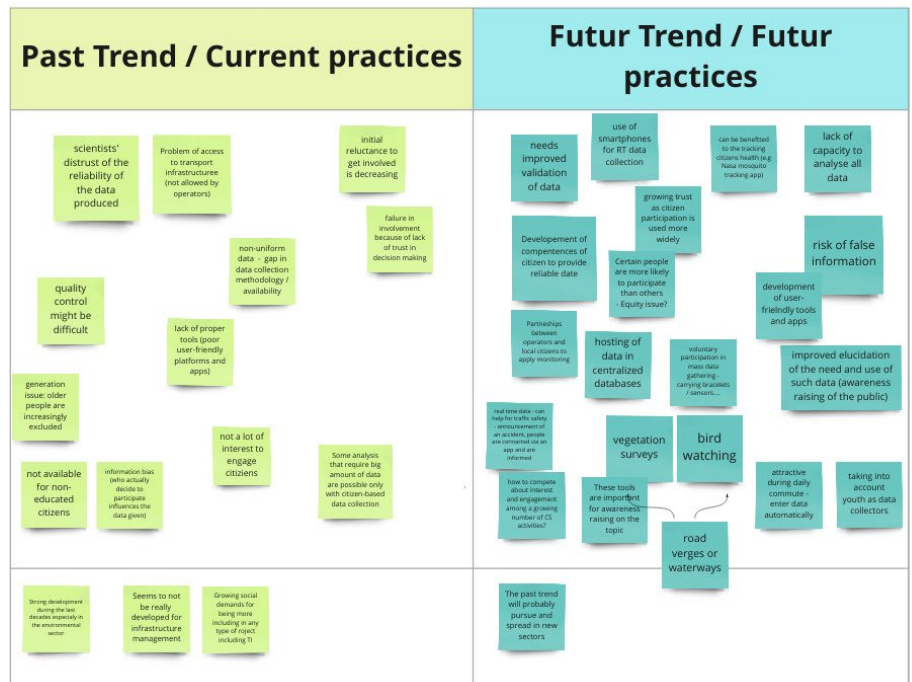 Past Trend / Current practices
Futur Trend / Futur
practices
scientists'
distrust of the
reliability of
the data
produced
Problem of access
to transport
infrastructuree
(not allowed by
operators)
initial
reluctance to
get involved
is decreasing
failure in
involvement
because of lack
of trust in
decision making
non-uniform
data - gap in
data collection
methodology /
availability
quality
control
might be
difficult
lack of proper
tools (poor
user-friendly
platforms and
apps)
generation
issue: older
people are
increasingly
excluded
not a lot of
interest to
engage
citiziens
Some analysis
that require big
amount of data
are possible only
with citizen-based
data collection
not available
for non-
educated
citizens
information bias
(who actually
decide to
participate
influences the
data given)
Strong development
during the last
decades especialy in
the environmental
sector
Seems to not
be really
developed for
infrastructure
management
Growing social
demands for
being more
including in any
type of roject
including TI
needs
improved
validation
of data
use of
smartphones
for RT data
collection
can be benefitted
to the tracking
citizens health (e.g
Nasa mosquito
tracking app)
lack of
capacity to
analyse all
data
growing trust
as citizen
participation is
used more
widely
Developement of
compentences of
citizen to provide
reliable date
Certain people
are more likely
to participate
than others
- Equity issue?
risk of false
information
development
of user-
frielndly tools
and apps
Partneships
between
operators and
local citizens to
apply monitoring
hosting of
data in
centralized
databases
voluntary
participation in
mass data
gathering -
carrying bracelets
/ sensors....
improved elucidation
of the need and use of
such data (awareness
raising of the public)
real time data - can
help for traffic safety
- announcement of
an accident, people
are connected via an
app and are
informed
vegetation
surveys
bird
watching
how to compete
about interest
and engagement
among a growing
number of CS
activities?
These tools
are important
for awareness
raising on the
topic
attractive
during daily
commute -
enter data
automatically
taking into
account
youth as data
collectors
road
verges or
waterways
The past trend
will probably
pursue and
spread in new
sectors